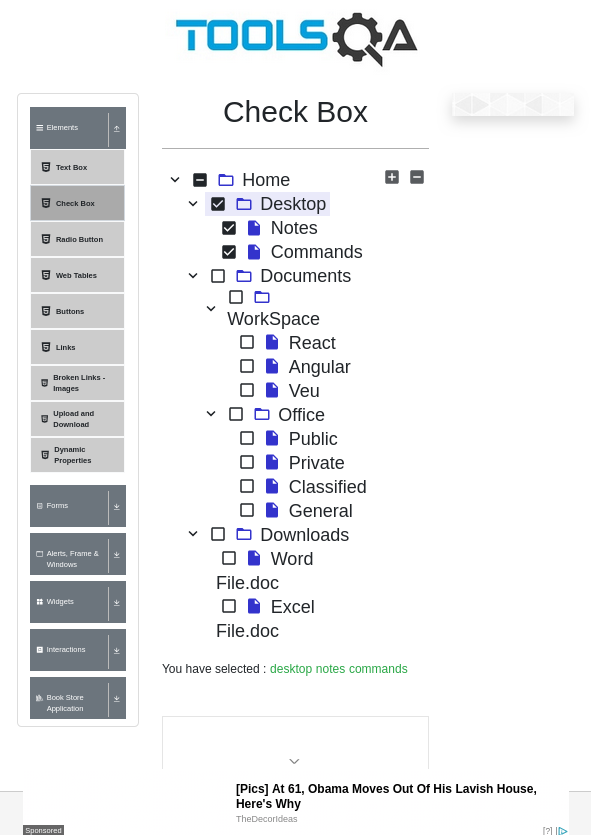 TOOLSQA
Elements
Text Box
Check Box
Radio Button
Web Tables
Buttons
Links
Broken Links -
Images
Upload and
Download
Dynamic
Properties
Forms
Alerts, Frame &
Windows
Widgets
Interactions
Book Store
Application
Check Box
Home
Desktop
Notes
Commands
Documents
WorkSpace
React
Angular
Veu
Office
Public
Private
Classified
General
Downloads
Word
File.doc
Excel
File.doc
You have selected : desktop notes commands
[Pics] At 61, Obama Moves Out Of His Lavish House,
Here's Why
TheDecorIdeas
Sponsored
[?]